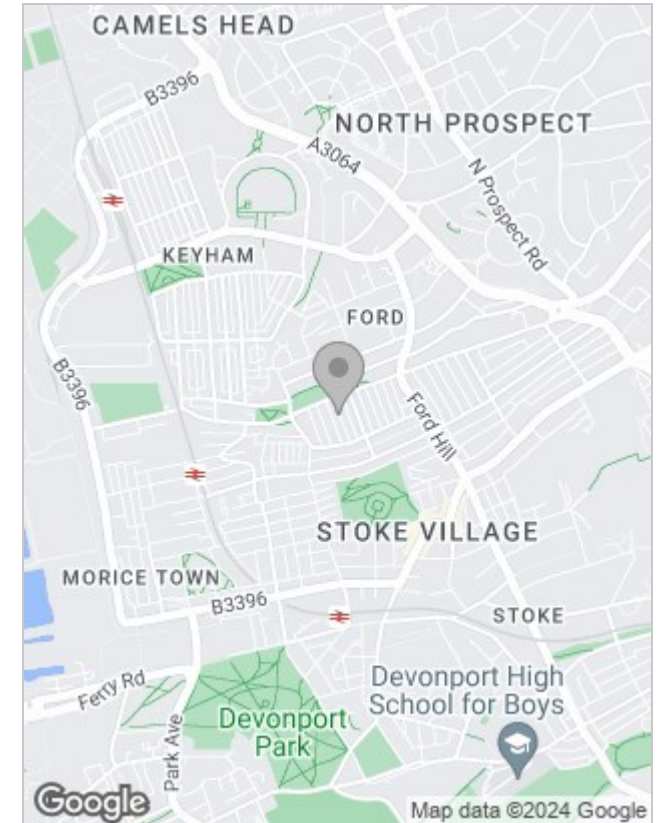 CAMELS HEAD
B3396
NORTH PROSPECT
A3064
N Prospect Rd
KEYHAM
FORD
B3396
Ford Hill
STOKE VILLAGE
MORICE TOWN
B3396
STOKE
Ferry Rd
Devonport High
School for Boys
Devonport
Park
Park Ave
Google
Map data ©2024 Google